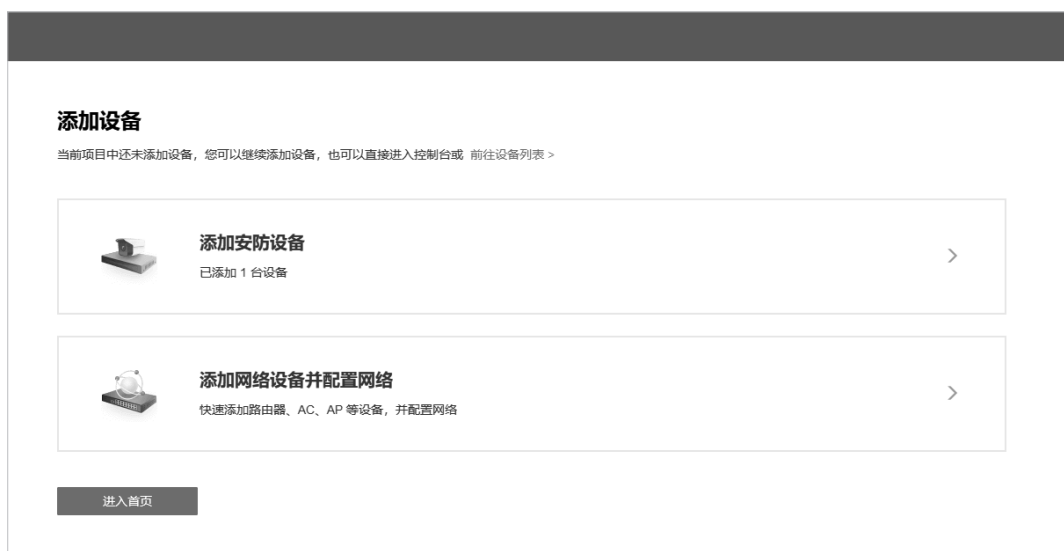 添加设备
当前项目中还未添加设备，您可以继续添加设备，也可以直接进入控制台或 前往设备列表 >
添加安防设备
已添加 1 台设备
添加网络设备并配置网络
快速添加路由器、AC、AP 等设备，并配置网络
进入首页